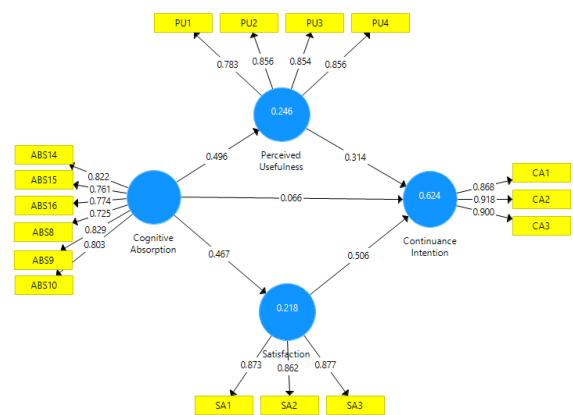 PU1 PU2 PU3 PU4
0.783 0.856 0.854 0.856
0.246
Perceived
Usefulness
0.496 0.314
ABS14
ABS15
ABS16
ABS8
ABS9
ABS10
0.822
0.761
0.774
0.725
0.829
0.803
Cognitive
Absorption
0.066
0.624
Continuance
Intention
0.868
0.918
0.900
CA1
CA2
CA3
0.467 0.506
0.218
Satisfaction
0.873 0.862 0.877
SA1 SA2 SA3